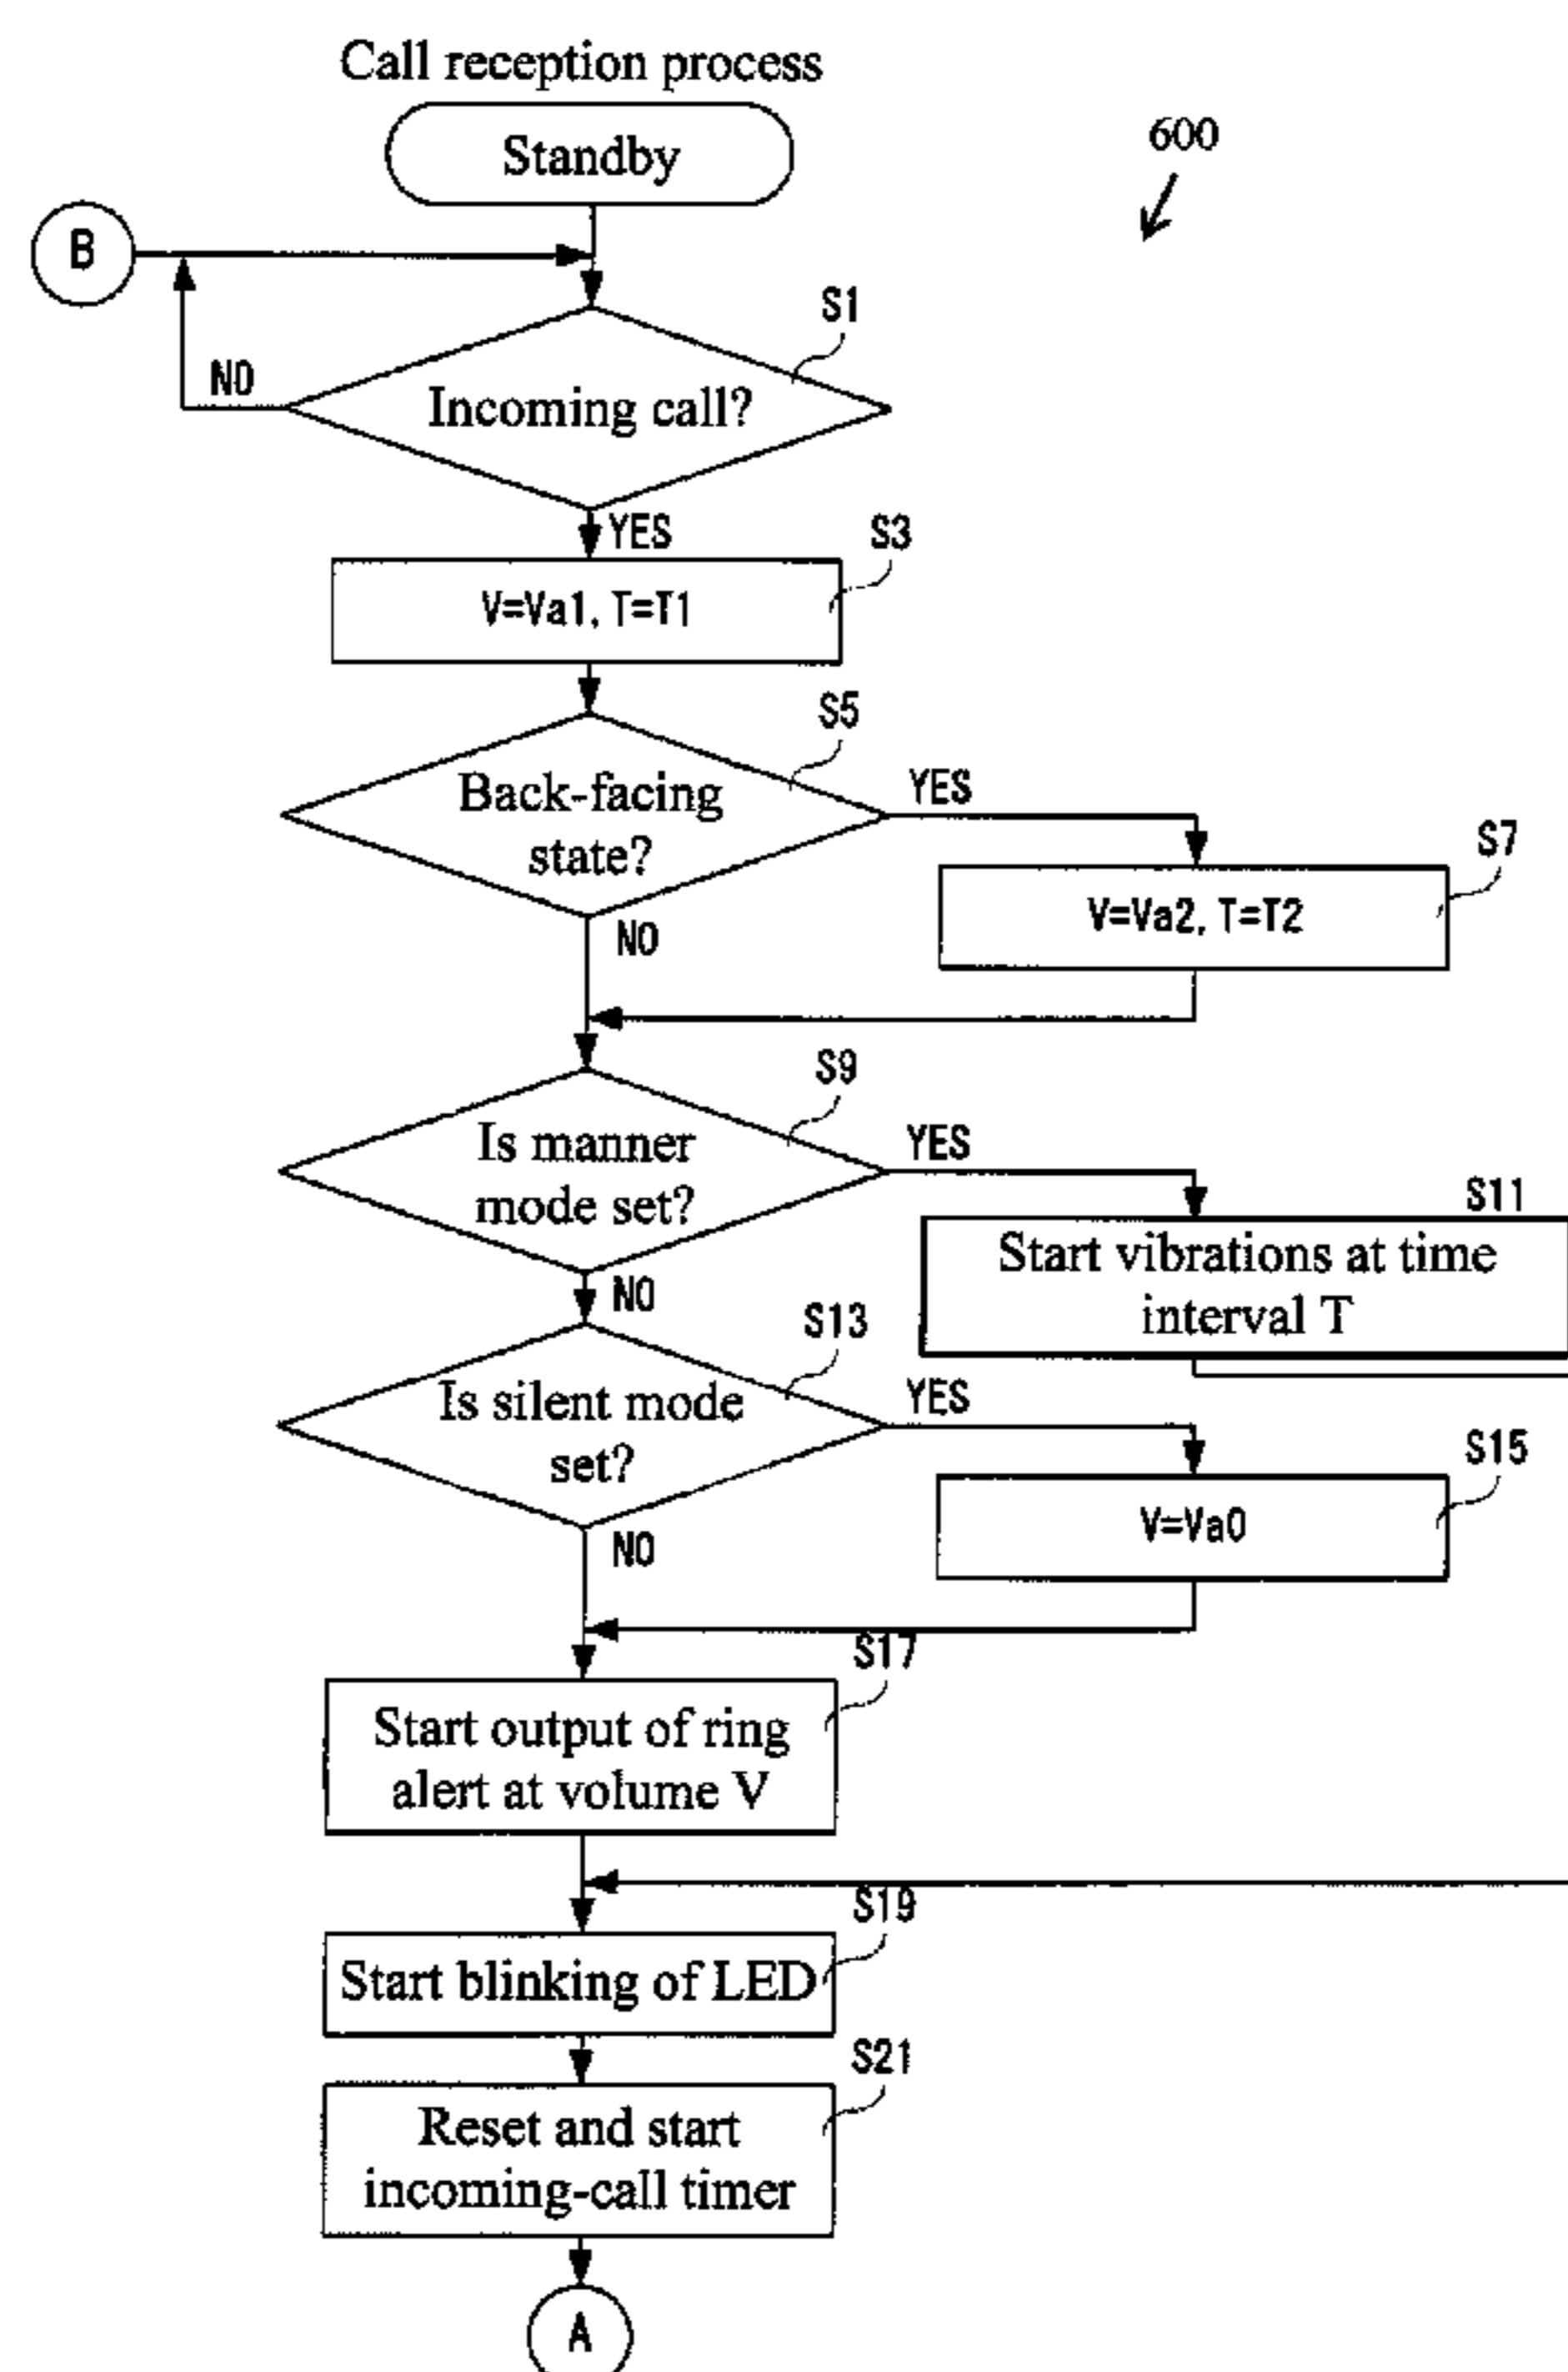 Call reception process
Standby
600
B
S1
NO
Incoming call?
YES
S3
V=Va1, T=T1
S5
Back-facing
state?
YES
S7
V=Va2, T=T2
NO
S9
Is manner
mode set?
YES
S11
Start vibrations at time
interval T
NO
S13
Is silent mode
set?
YES
S15
V=Va0
NO
S17
Start output of ring
alert at volume V
S19
Start blinking of LED
S21
Reset and start
incoming-call timer
A